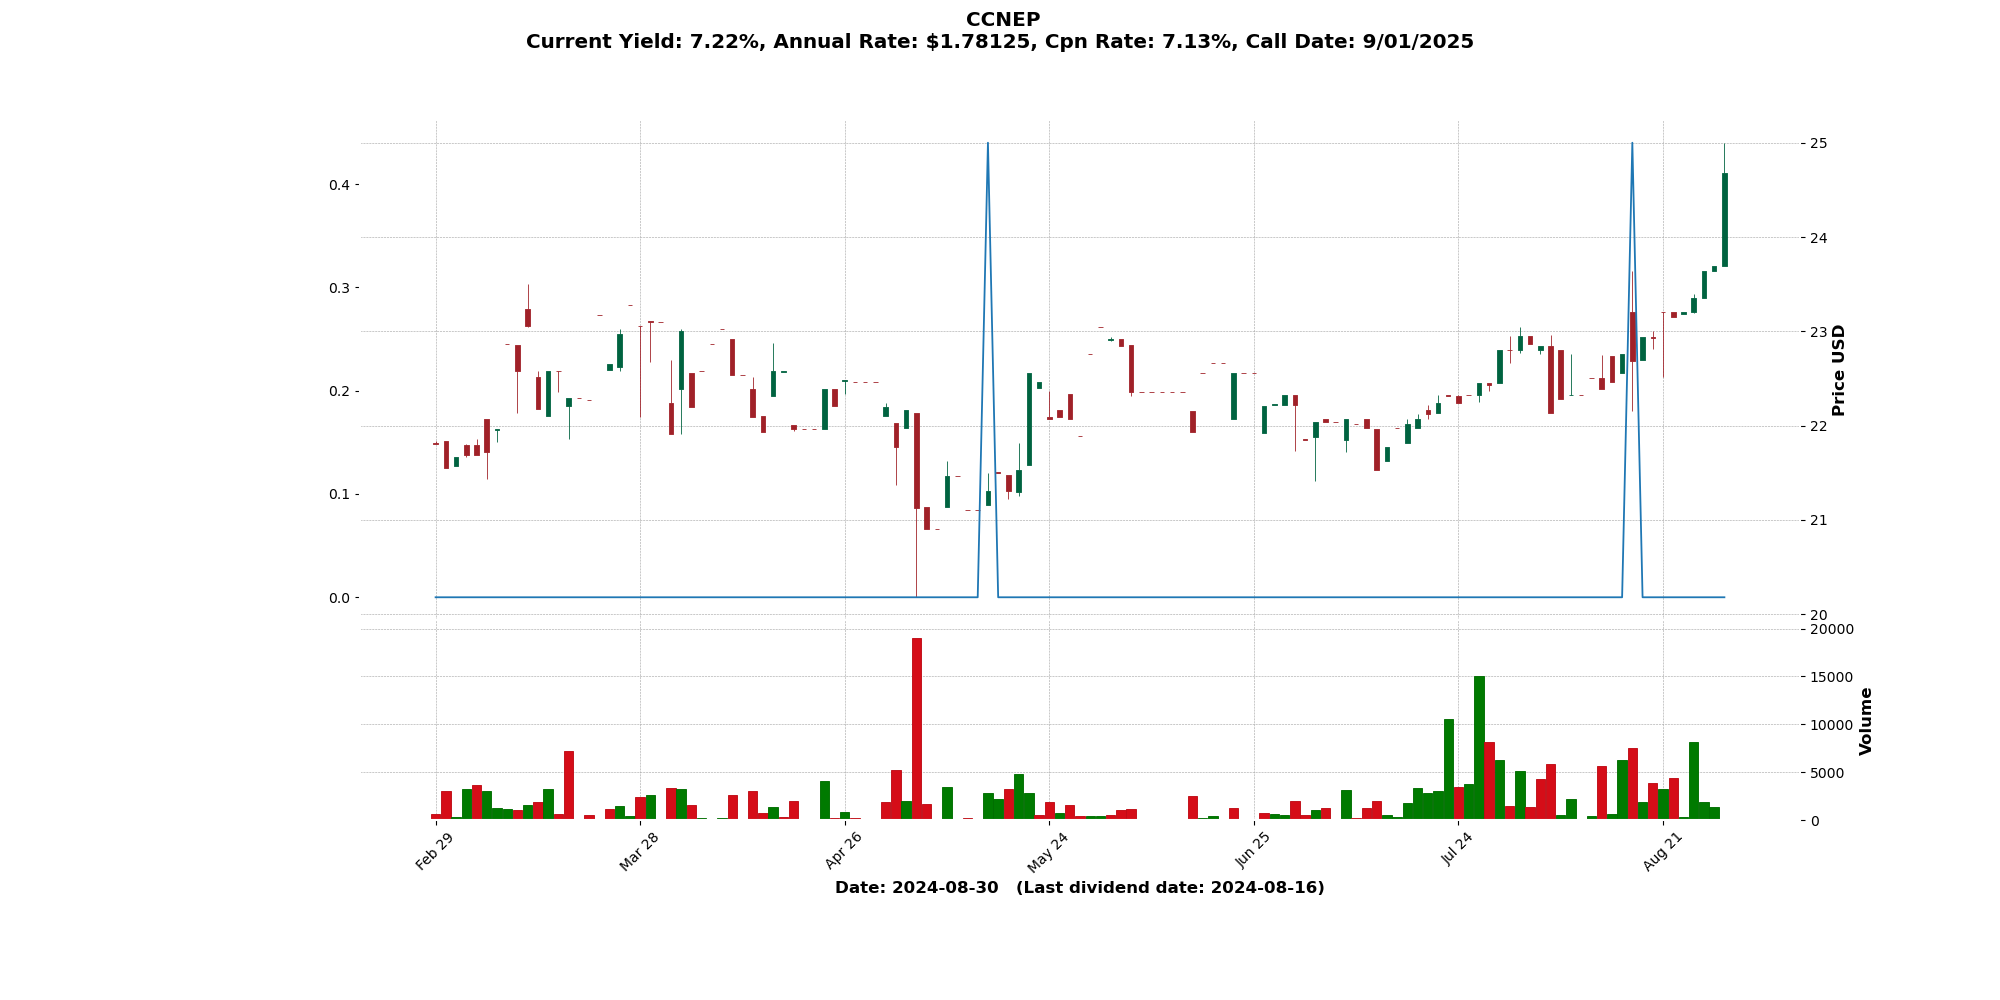 CCNEP
Current Yield: 7.22%, Annual Rate: $1.78125, Cpn Rate: 7.13%, Call Date: 9/01/2025
0.4
0.3
0.2
0.1
0.0
25
24
23
22
21
20
Price USD
20000
15000
10000
5000
0
Volume
Feb 29
Mar 28
Apr 26
May 24
Jun 25
Jul 24
Aug 21
Date: 2024-08-30   (Last dividend date: 2024-08-16)